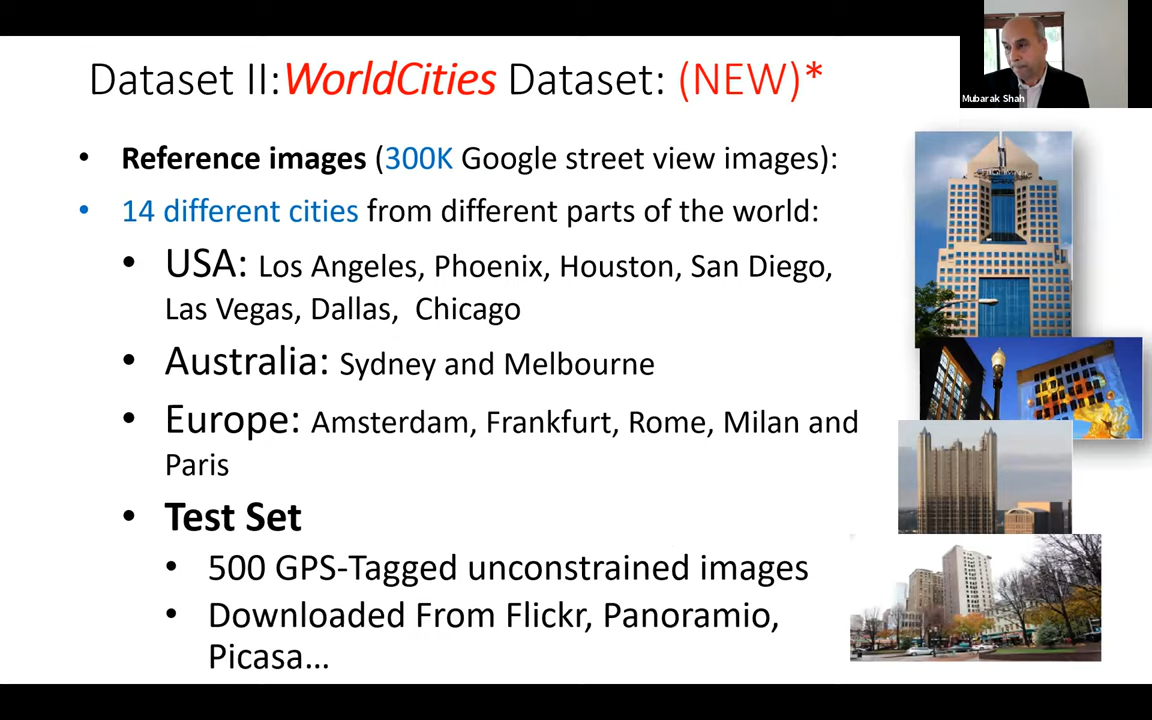 Dataset II:WorldCities Dataset: (NEW)*
Mubarak Shah
• Reference images (300K Google street view images):
• 14 different cities from different parts of the world:
• USA: Los Angeles, Phoenix, Houston, San Diego,
Las Vegas, Dallas, Chicago
• Australia: Sydney and Melbourne
• Europe: Amsterdam, Frankfurt, Rome, Milan and
Paris
• Test Set
• 500 GPS-Tagged unconstrained images
• Downloaded From Flickr, Panoramio,
Picasa…